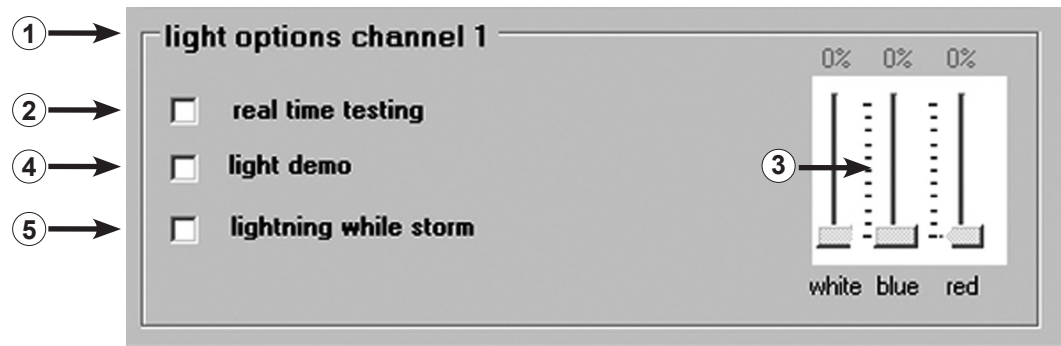 1
light options channel 1
0% 0% 0%
2
real time testing
4
light demo
3
5
lightning while storm
white blue red